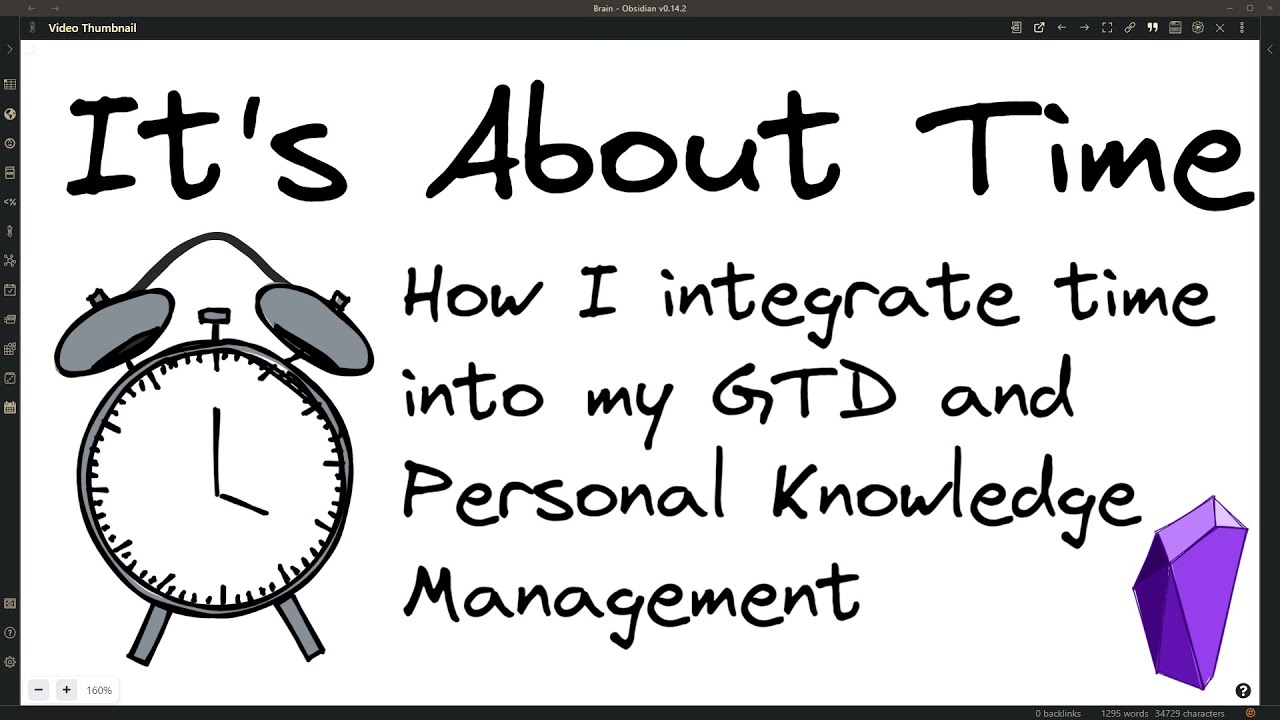 Brain - Obsidian v0.14.2
Video Thumbnail
It's About Time
How I integrate time
into my GTD and
Personal Knowledge
Management
160%
0 backlinks 1295 words 34729 characters